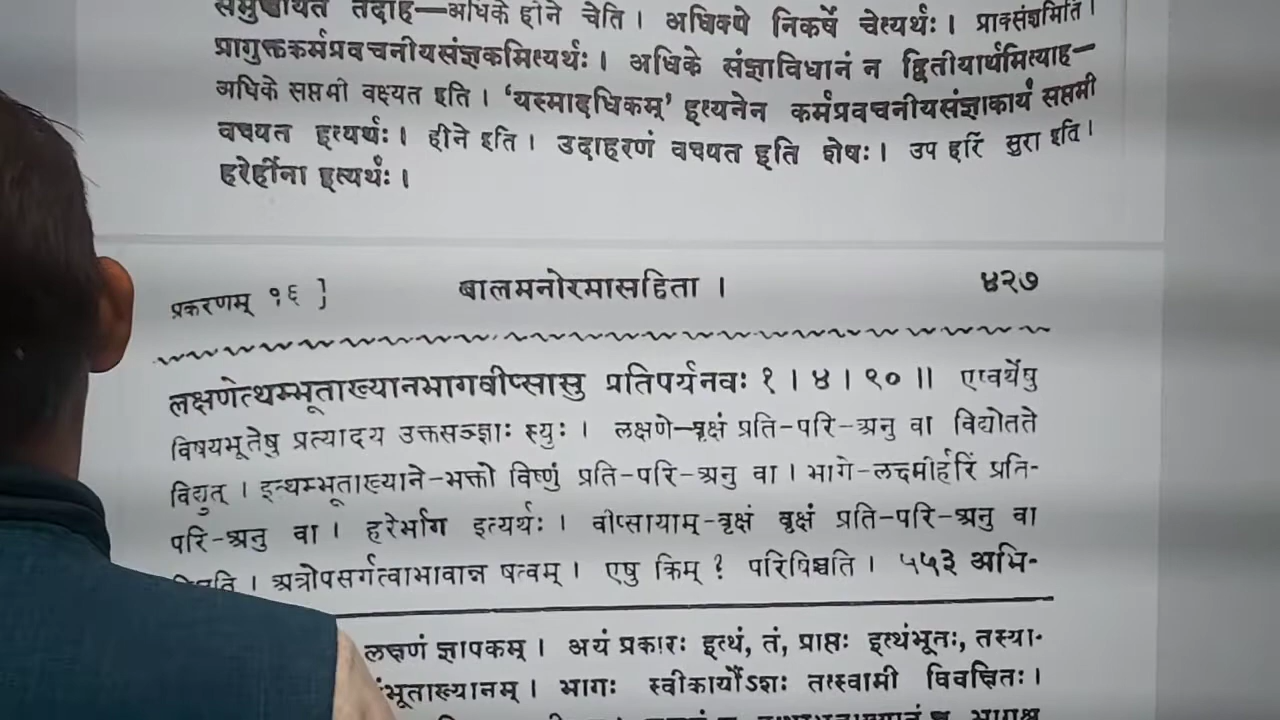 तदाह—अधिके हीने चेति । अधिक्ये निकर्षे चेत्यर्थः । प्राक्संज्ञमिति ।
प्रागुक्तकर्मप्रवचनीयसंज्ञकमित्यर्थः । अधिके संज्ञाविधानं न द्वितीयार्थमित्याह—
अधिके सप्तमी वक्ष्यत इति । ‘यस्मादधिकम्’ इत्यनेन कर्मप्रवचनीयसंज्ञाकार्यं सप्तमी
वक्ष्यत इत्यर्थः । हीने इति । उदाहरणं वक्ष्यत इति शेषः । उप हरिं सुरा इति ।
हरेर्हीना इत्यर्थः ।
प्रकरणम् १६ ] बालमनोरमासहिता । ४२७
लक्षणेत्थम्भूताख्यानभागवीप्सासु प्रतिपर्यनवः १ । ४ । ९० ॥ एष्वर्थेषु
विषयभूतेषु प्रत्यादय उक्तसञ्ज्ञाः स्युः । लक्षणे—वृक्षं प्रति-परि-अनु वा विद्योतते
विद्युत् । इत्थम्भूताख्याने-भक्तो विष्णुं प्रति-परि-अनु वा । भागे-लक्ष्मीर्हरिं प्रति-
परि-अनु वा । हरेर्भाग इत्यर्थः । वीप्सायाम्-वृक्षं वृक्षं प्रति-परि-अनु वा
। अत्रोपसर्गत्वाभावान्न षत्वम् । एषु किम् ? परिषिञ्चति । ५५३ अभि-
लक्षणं ज्ञापकम् । अयं प्रकारः इत्थं, तं, प्राप्तः इत्थंभूतः, तस्या-
भूताख्यानम् । भागः स्वीकार्योंऽशः तत्स्वामी विवक्षितः ।